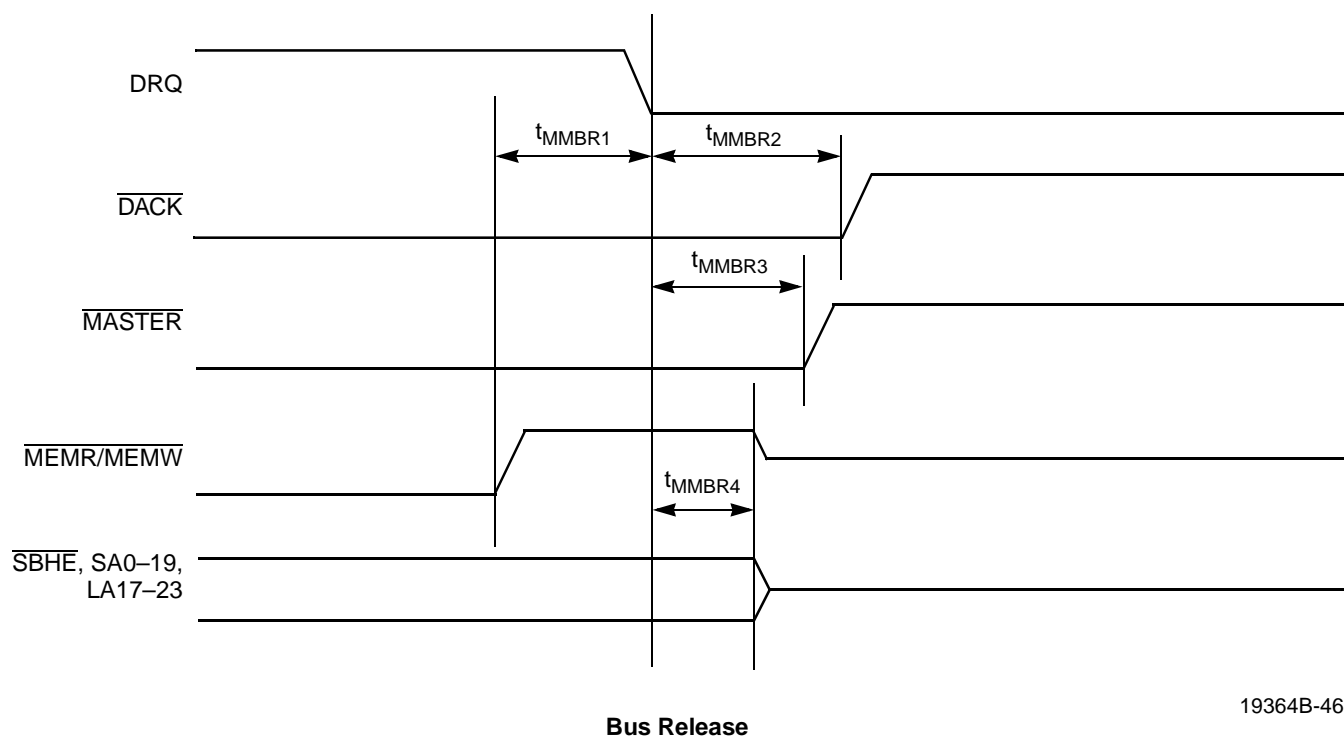 DRQ
tMMBR1
tMMBR2
DACK
tMMBR3
MASTER
MEMR/MEMW
tMMBR4
SBHE, SA0–19,
LA17–23
19364B-46
Bus Release